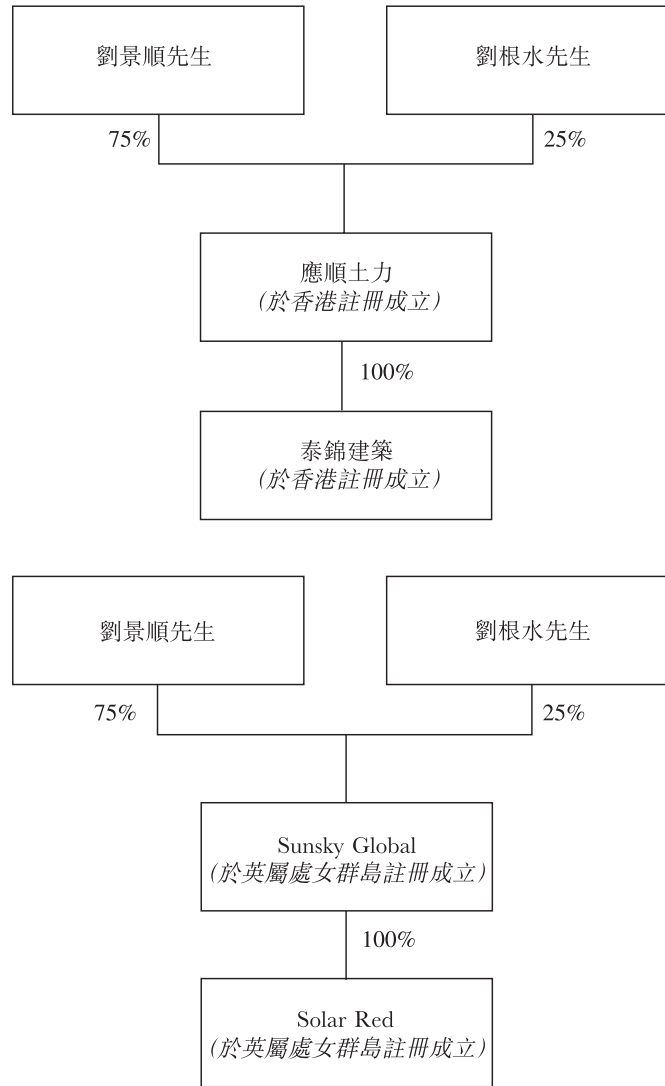 劉景順先生
劉根水先生
75%
25%
應順土力
(於香港註冊成立)
100%
泰錦建築
(於香港註冊成立)
劉景順先生
劉根水先生
75%
25%
Sunsky Global
(於英屬處女群島註冊成立)
100%
Solar Red
(於英屬處女群島註冊成立)